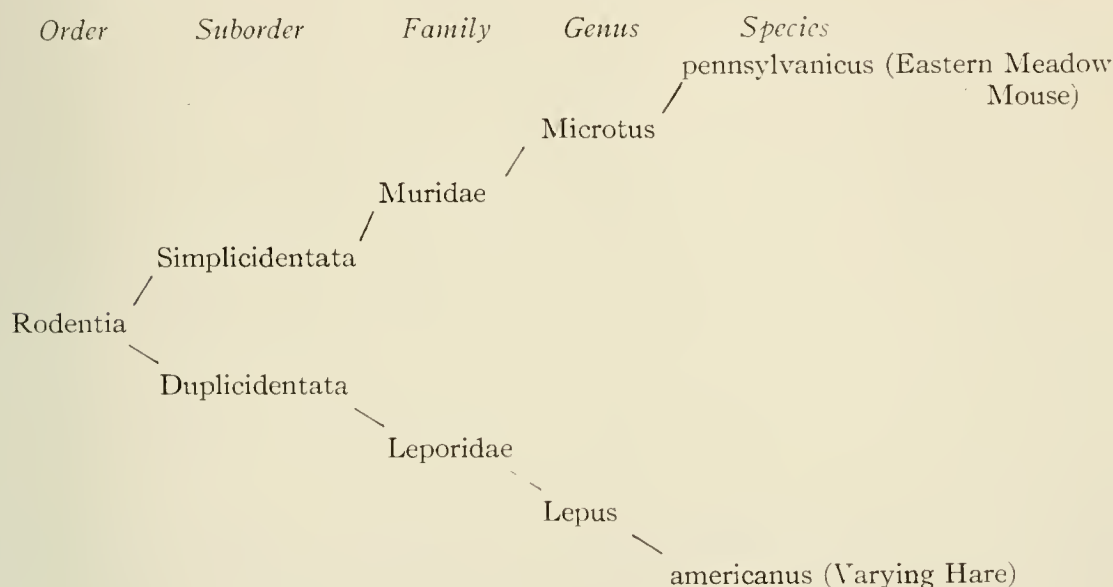 Order Suborder Family Genus Species
pennsylvanicus (Eastern Meadow
Mouse)
Microtus
Muridae
Simplicidentata
Rodentia
Duplicidentata
Leporidae
Lepus
americanus (Varying Hare)